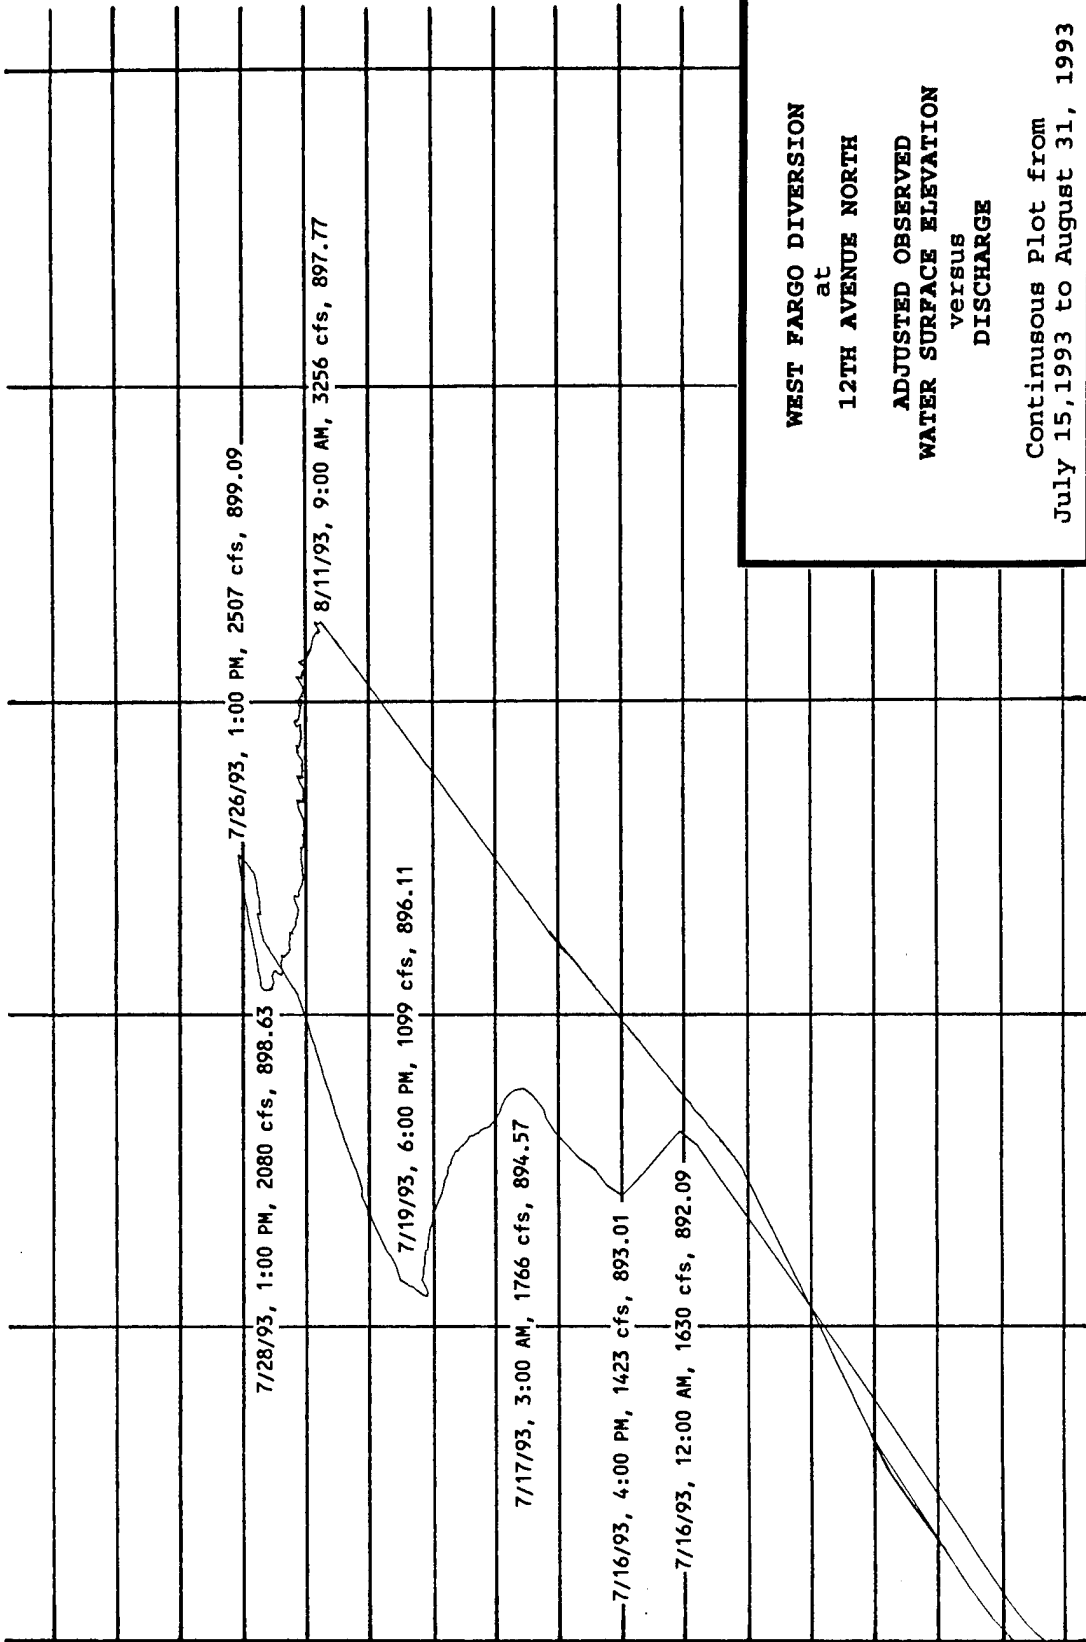 7/26/93, 1:00 PM, 2507 cfs, 899.09
8/11/93, 9:00 AM, 3256 cfs, 897.77
7/28/93, 1:00 PM, 2080 cfs, 898.63
7/19/93, 6:00 PM, 1099 cfs, 896.11
7/17/93, 3:00 AM, 1766 cfs, 894.57
7/16/93, 4:00 PM, 1423 cfs, 893.01
7/16/93, 12:00 AM, 1630 cfs, 892.09
WEST FARGO DIVERSION
at
12TH AVENUE NORTH
ADJUSTED OBSERVED
WATER SURFACE ELEVATION
versus
DISCHARGE
Continusous Plot from
July 15,1993 to August 31, 1993